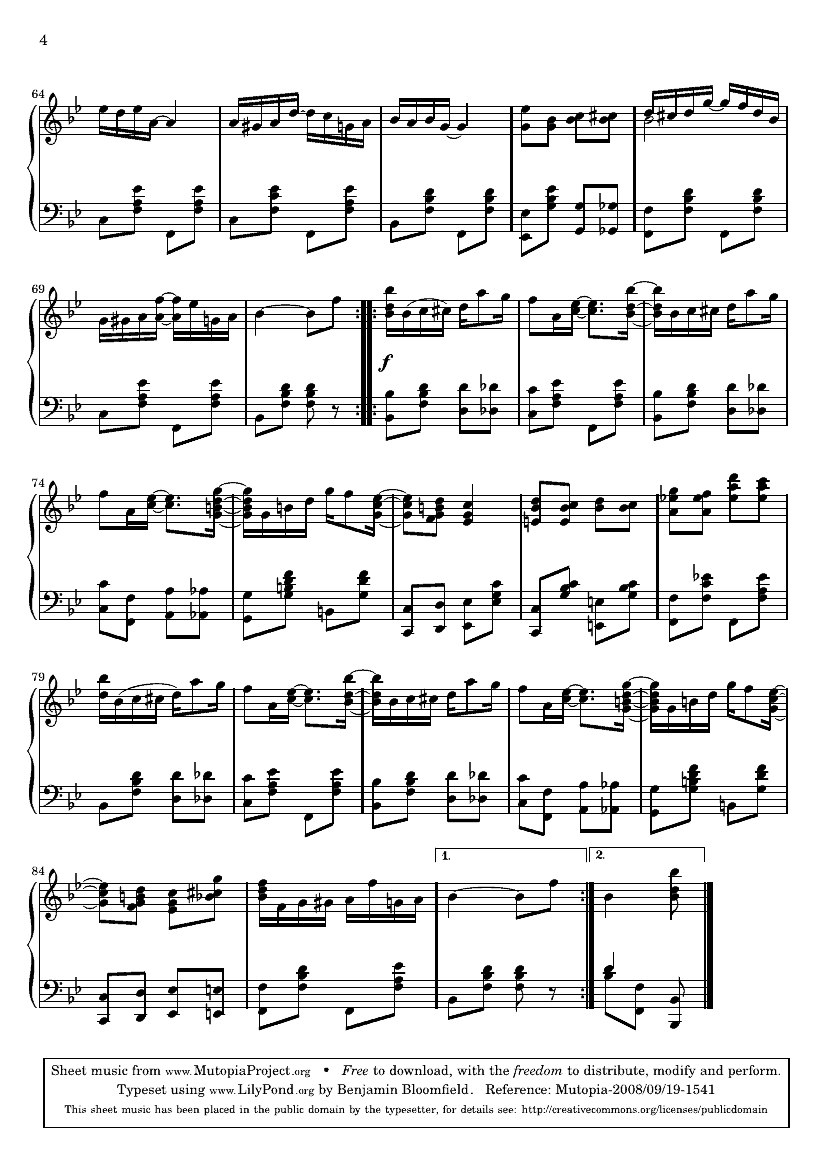 4
64
69
f
74
79
84
1.
2.
Sheet music from www.MutopiaProject.org • Free to download, with the freedom to distribute, modify and perform.
Typeset using www.LilyPond.org by Benjamin Bloomfield. Reference: Mutopia-2008/09/19-1541
This sheet music has been placed in the public domain by the typesetter, for details see: http://creativecommons.org/licenses/publicdomain